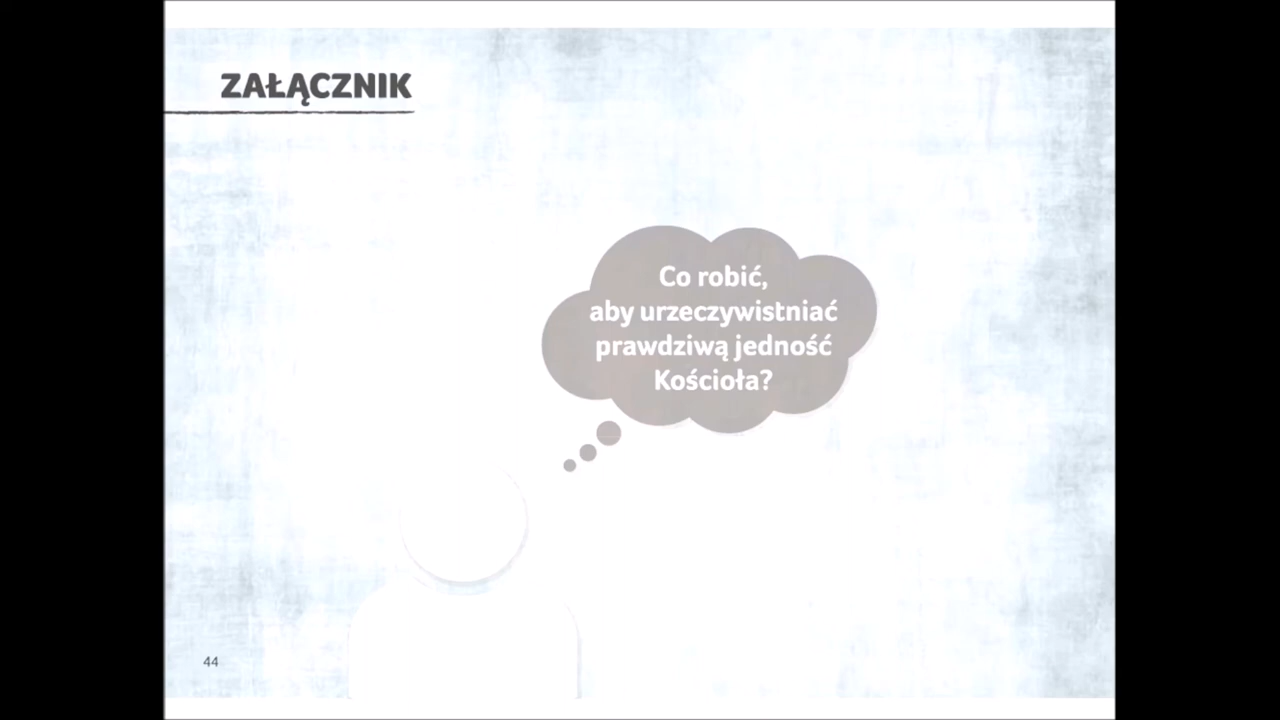 ZAŁĄCZNIK
Co robić,
aby urzeczywistniać
prawdziwą jedność
Kościoła?
44